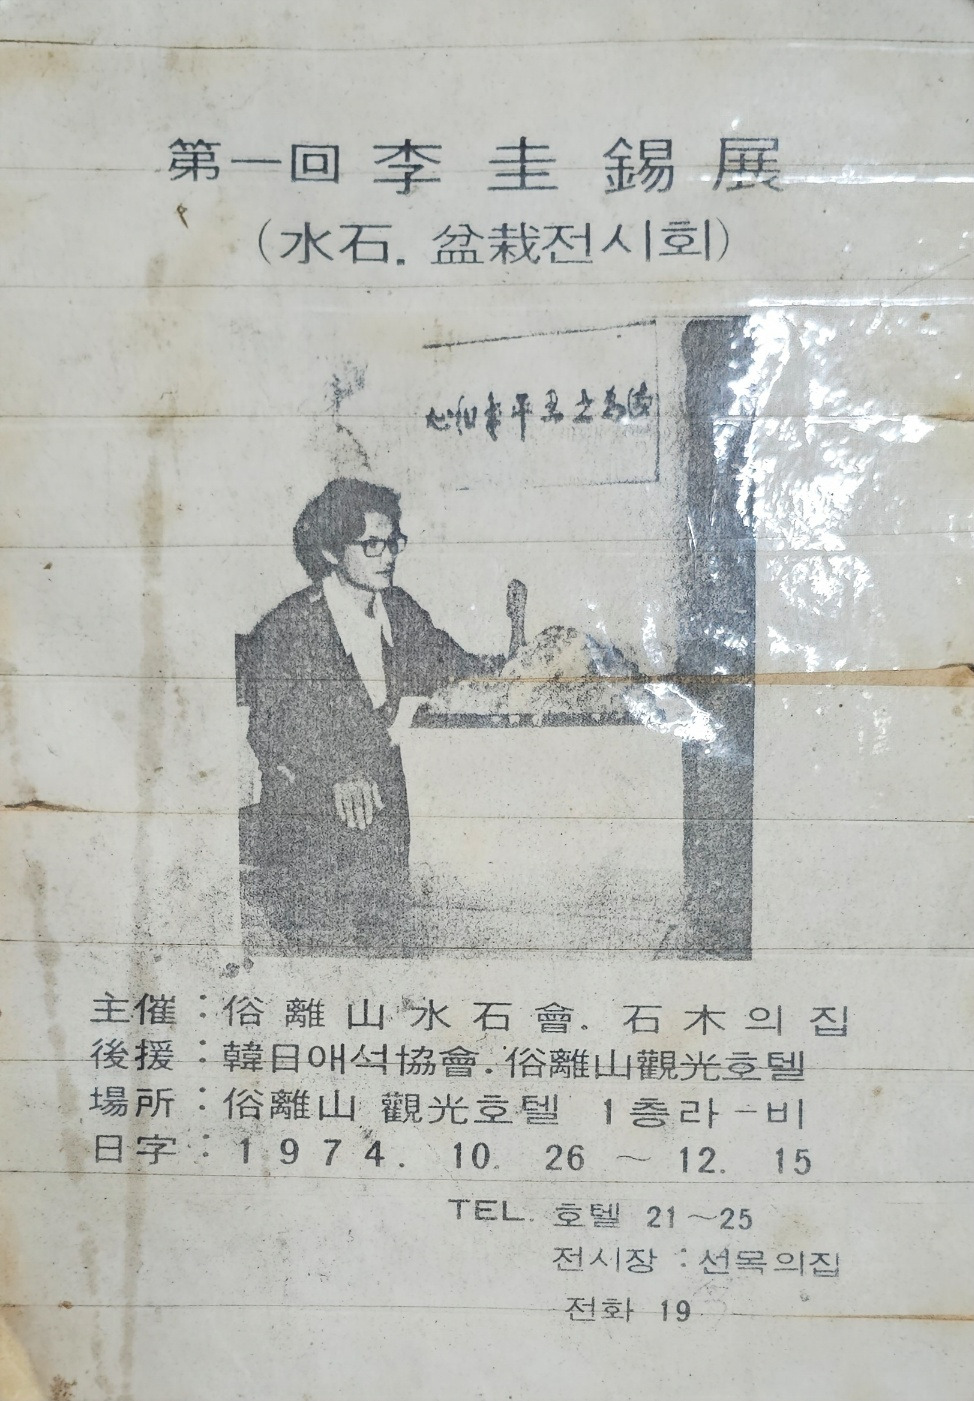 第一回 李圭錫展
(水石. 盆栽전시회)
主催 : 俗離山水石會. 石木의집
後援 : 韓日애석協會. 俗離山觀光호텔
場所 : 俗離山 觀光호텔 1층라-비
日字 : 1974. 10. 26 ~ 12. 15
TEL. 호텔 21~25
전시장 : 선목의집
전화 19